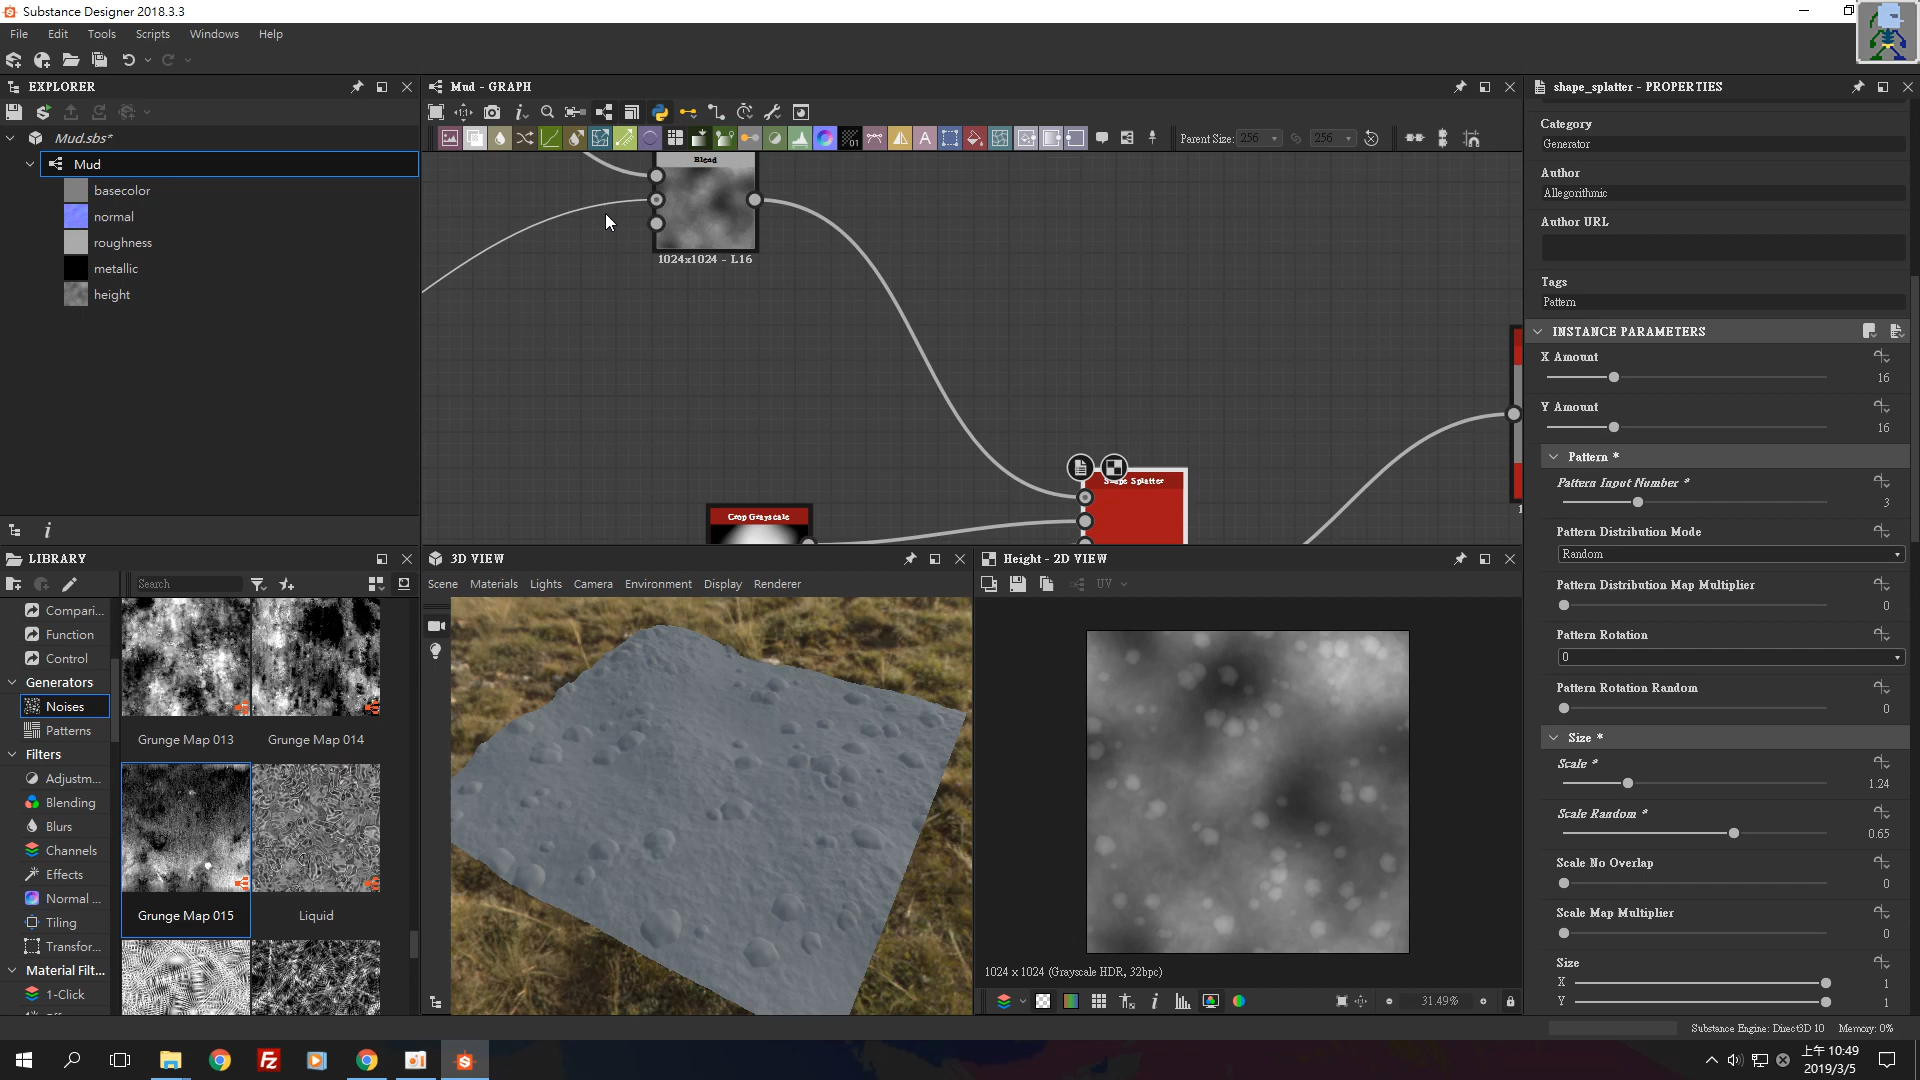 Substance Designer 2018.3.3
File Edit Tools Scripts Windows Help
EXPLORER
Mud.sbs*
Mud
basecolor
normal
roughness
metallic
height
Mud - GRAPH
Parent Size: 256 256
Blend
1024x1024 - L16
Crop Grayscale
Shape Splatter
LIBRARY
Search
Compari...
Function
Control
Generators
Noises
Patterns
Filters
Adjustm...
Blending
Blurs
Channels
Effects
Normal ...
Tiling
Transfor...
Material Filt...
1-Click
Grunge Map 013
Grunge Map 014
Grunge Map 015
Liquid
3D VIEW
Scene Materials Lights Camera Environment Display Renderer
Height - 2D VIEW
UV
1024 x 1024 (Grayscale HDR, 32bpc)
31.49%
shape_splatter - PROPERTIES
Category
Generator
Author
Allegorithmic
Author URL
Tags
Pattern
INSTANCE PARAMETERS
X Amount
16
Y Amount
16
Pattern *
Pattern Input Number *
3
Pattern Distribution Mode
Random
Pattern Distribution Map Multiplier
0
Pattern Rotation
0
Pattern Rotation Random
0
Size *
Scale *
1.24
Scale Random *
0.65
Scale No Overlap
0
Scale Map Multiplier
0
Size
X 1
Y 1
Substance Engine: Direct3D 10 Memory: 0%
上午 10:49
2019/3/5